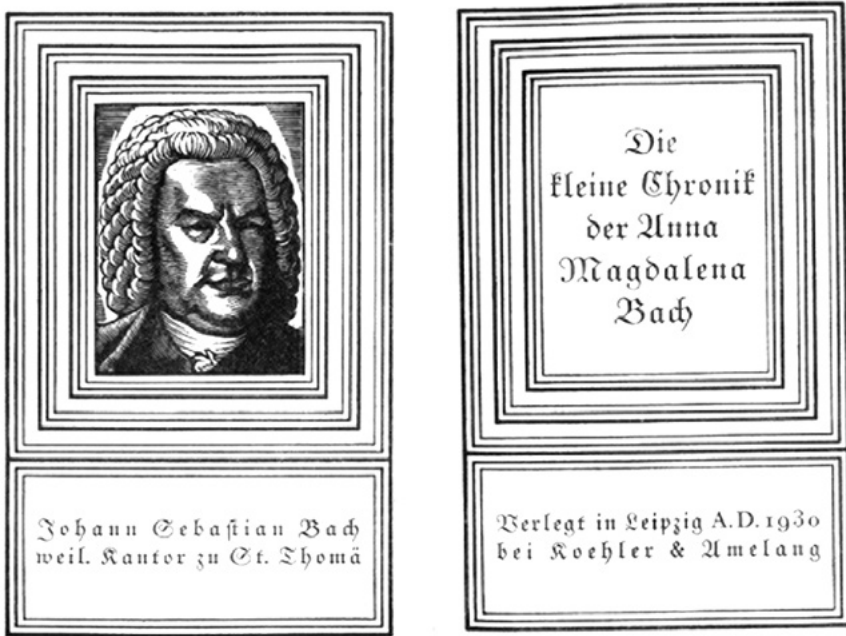 Johann Sebastian Bach
weil. Kantor zu St. Thomä
Die
kleine Chronik
der Anna
Magdalena
Bach
Verlegt in Leipzig A.D. 1930
bei Koehler & Amelang